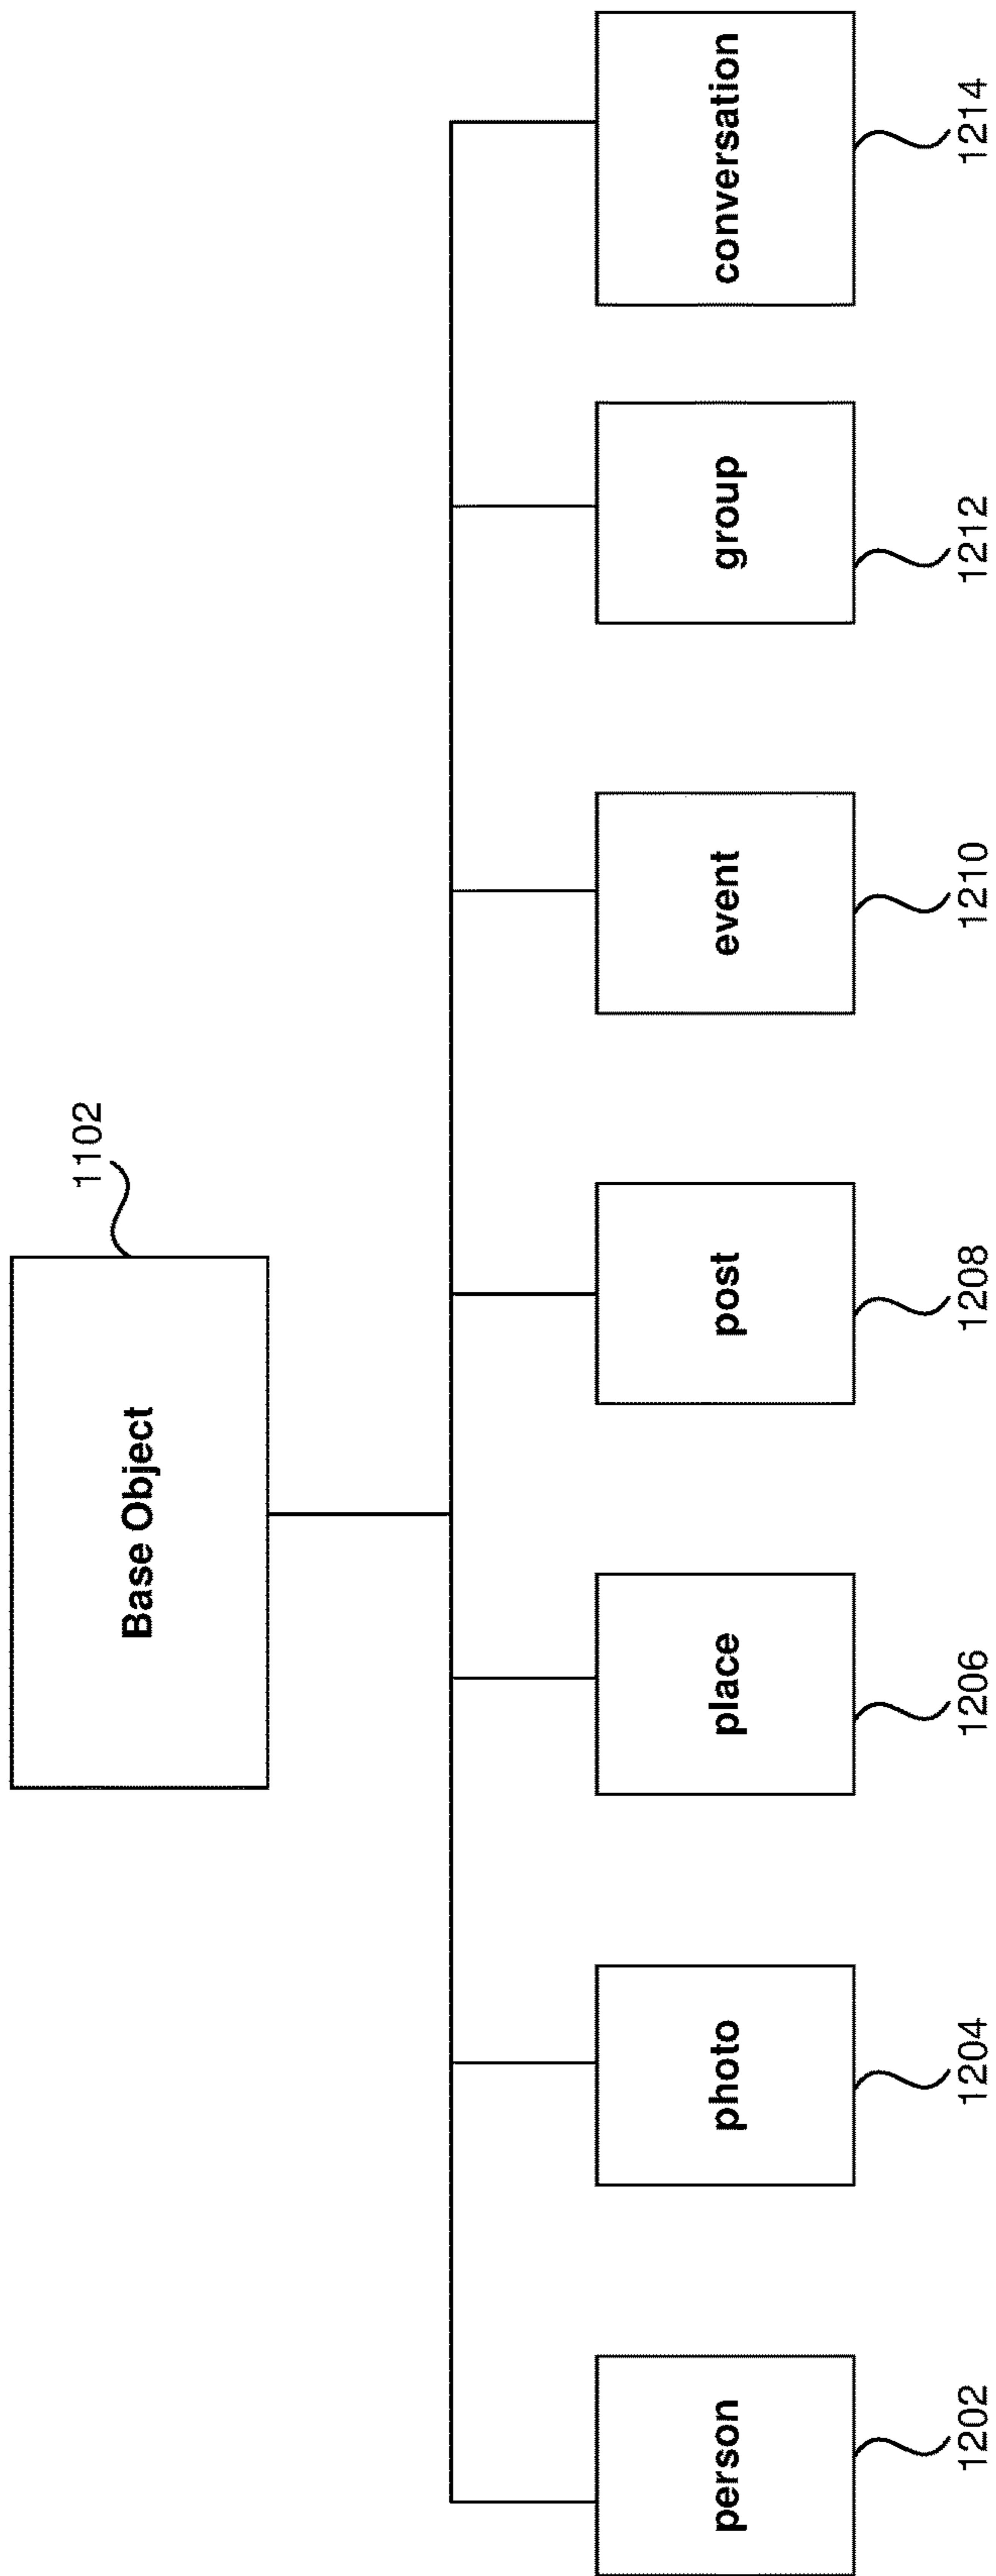 1102
Base Object
person
photo
place
post
event
group
conversation
1202
1204
1206
1208
1210
1212
1214